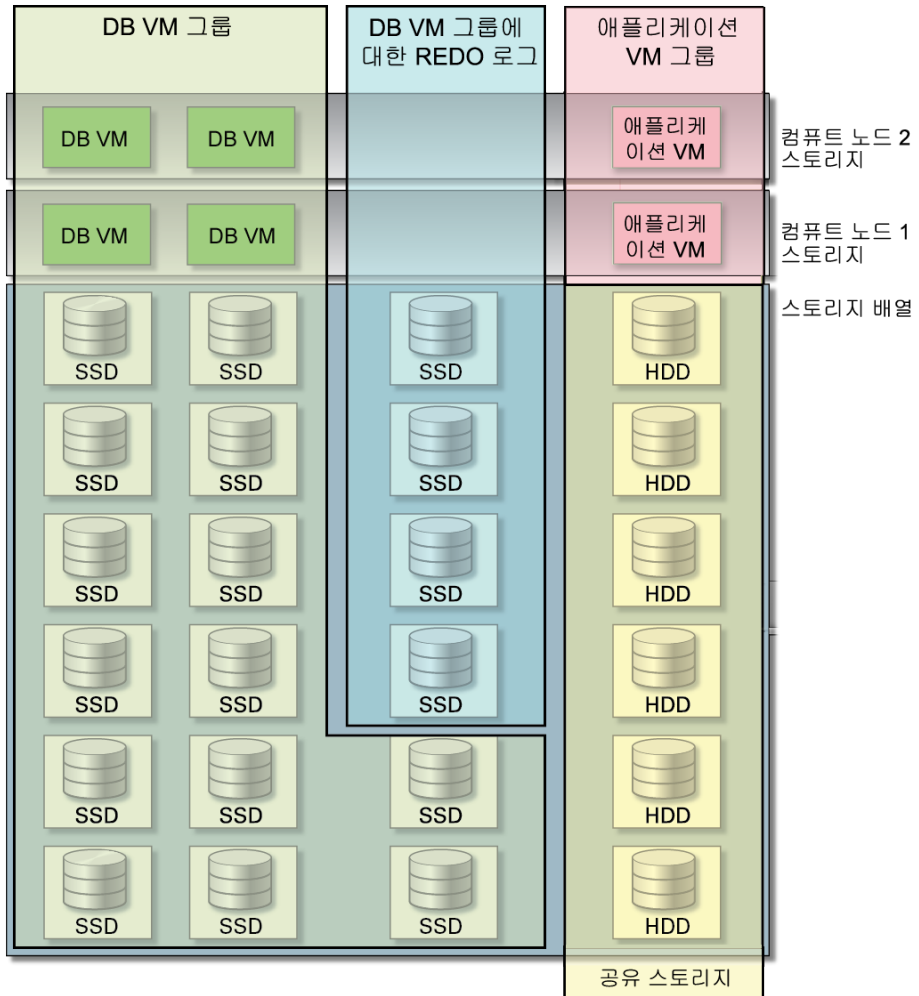 DB VM 그룹
DB VM 그룹에
대한 REDO 로그
애플리케이션
VM 그룹
DB VM
DB VM
애플리케
이션 VM
컴퓨트 노드 2
스토리지
DB VM
DB VM
애플리케
이션 VM
컴퓨트 노드 1
스토리지
스토리지 배열
SSD
SSD
SSD
HDD
SSD
SSD
SSD
HDD
SSD
SSD
SSD
HDD
SSD
SSD
SSD
HDD
SSD
SSD
SSD
HDD
SSD
SSD
SSD
HDD
공유 스토리지